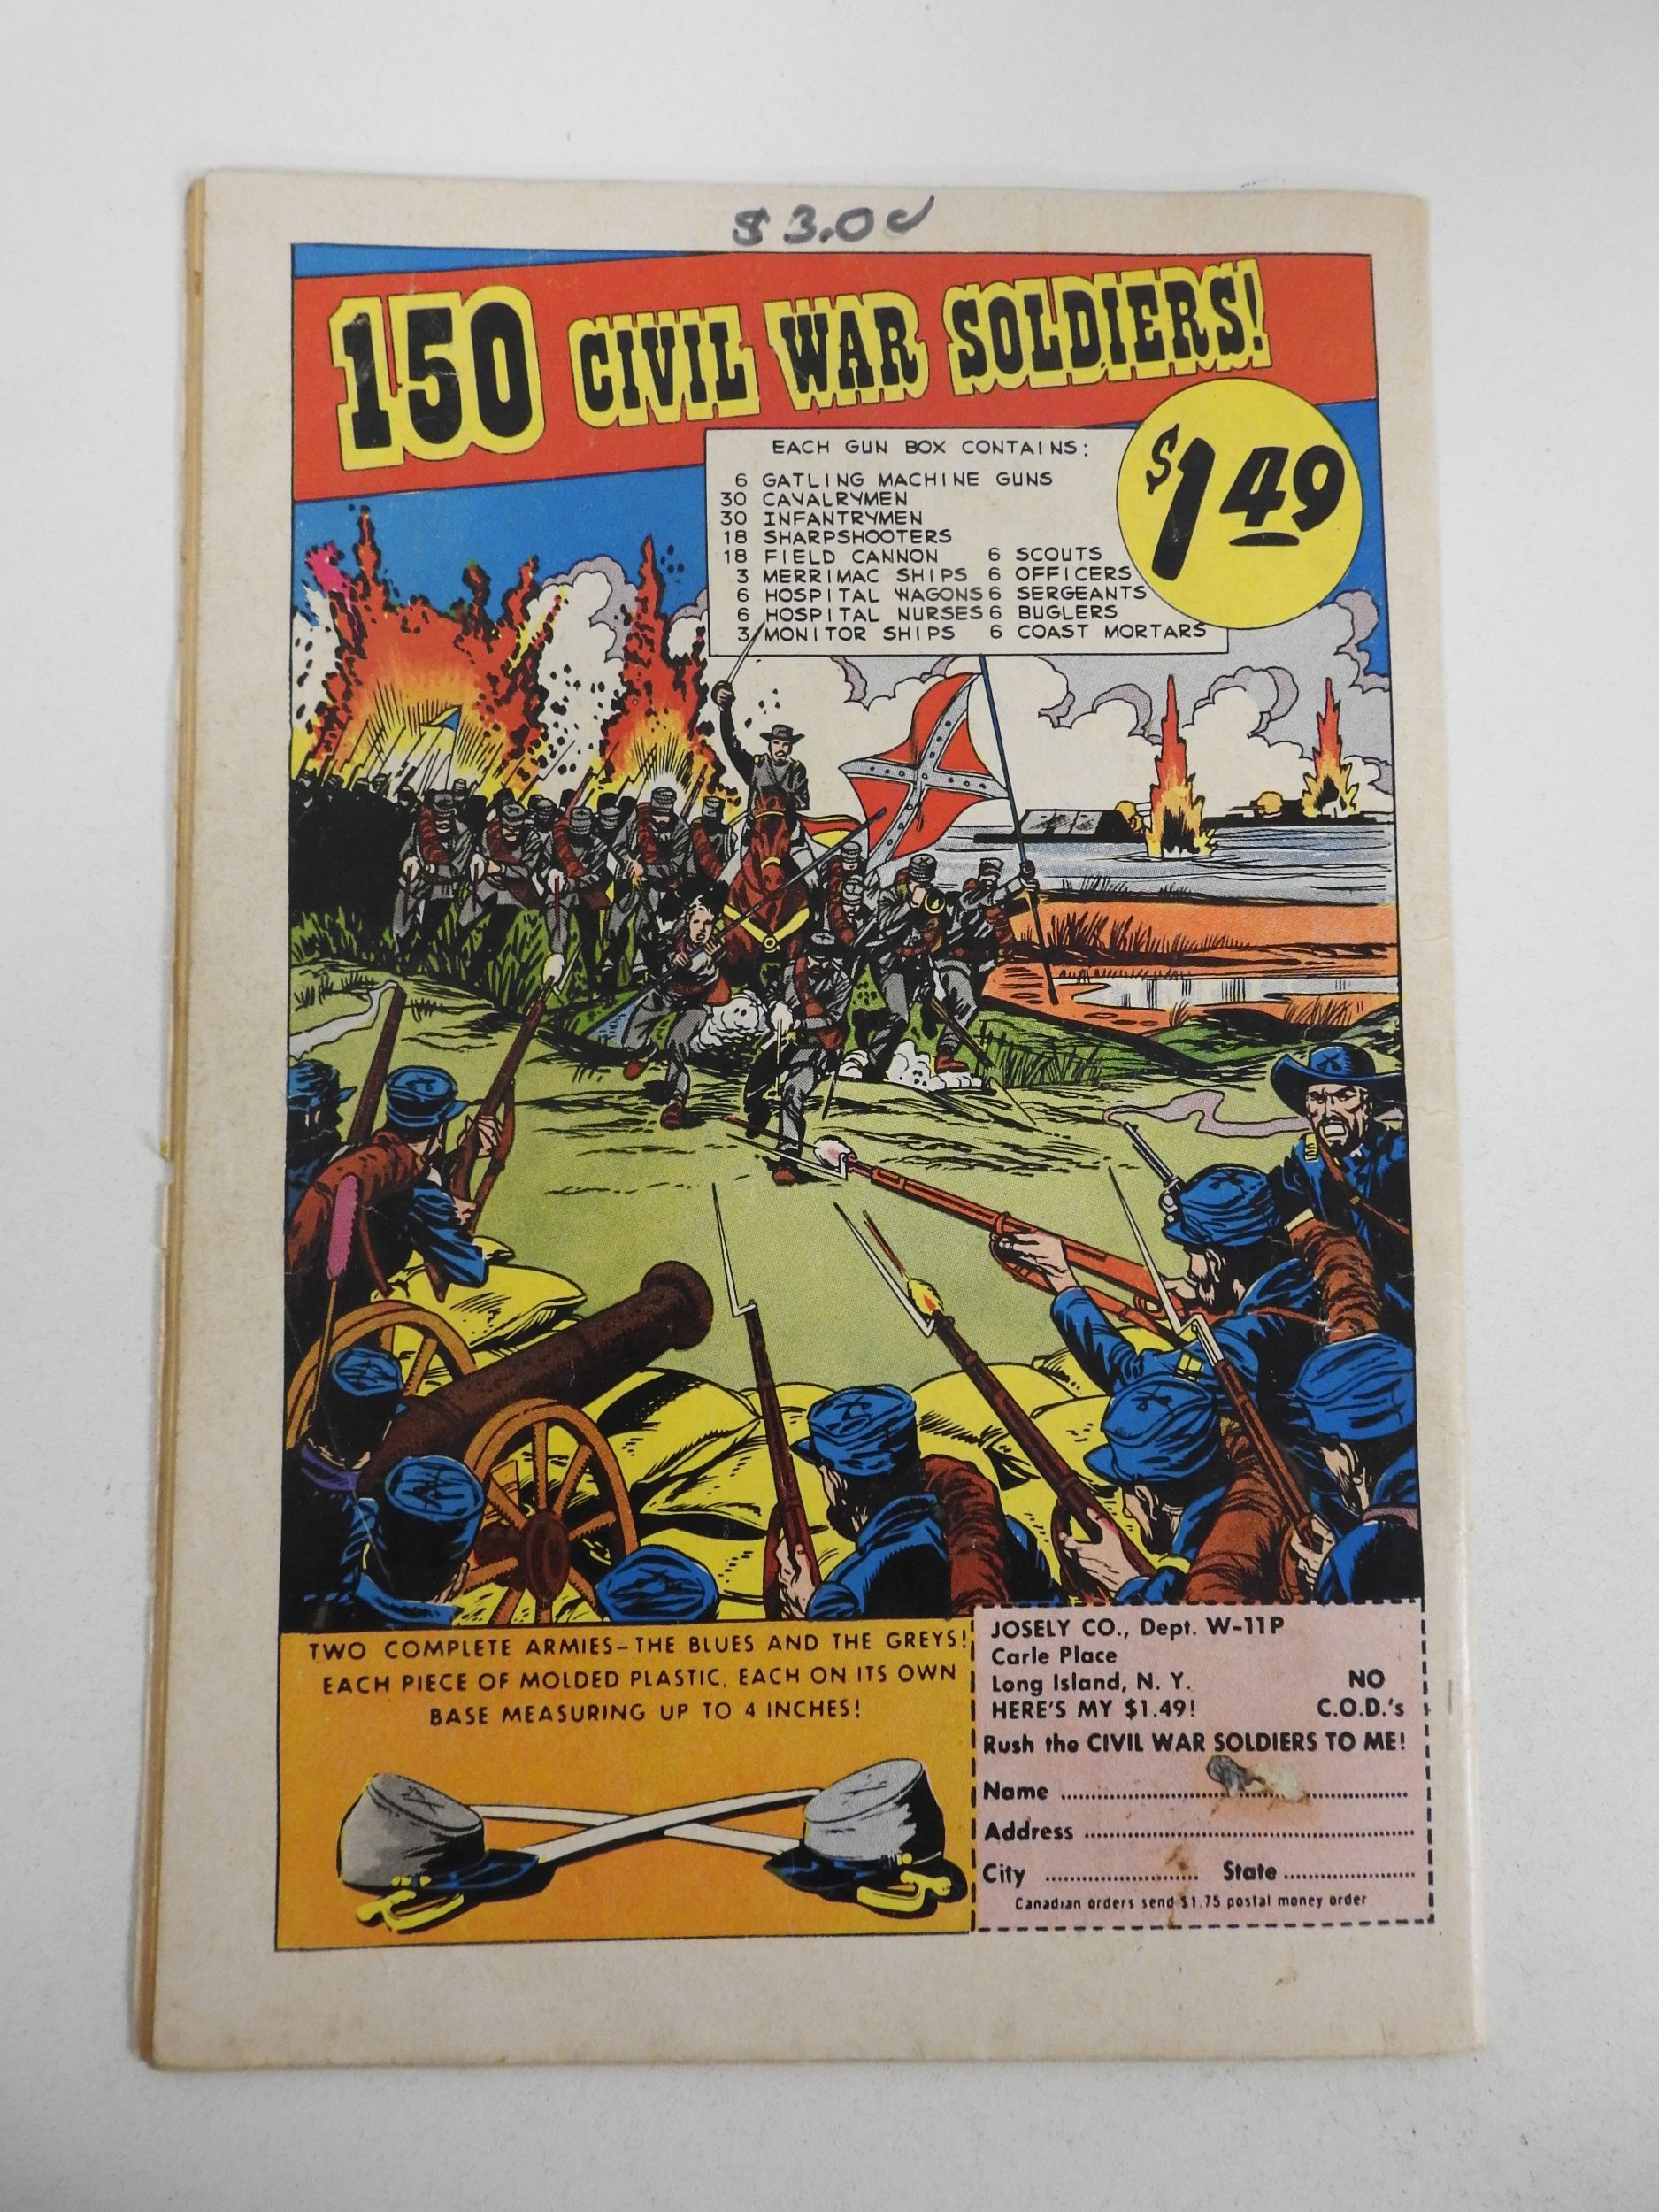 $ 3.00
150 CIVIL WAR SOLDIERS!
$1.49
EACH GUN BOX CONTAINS:
6 GATLING MACHINE GUNS
30 CAVALRYMEN
30 INFANTRYMEN
18 SHARPSHOOTERS
18 FIELD CANNON 6 SCOUTS
3 MERRIMAC SHIPS 6 OFFICERS
6 HOSPITAL WAGONS 6 SERGEANTS
6 HOSPITAL NURSES 6 BUGLERS
3 MONITOR SHIPS 6 COAST MORTARS
TWO COMPLETE ARMIES-THE BLUES AND THE GREYS!
EACH PIECE OF MOLDED PLASTIC, EACH ON ITS OWN
BASE MEASURING UP TO 4 INCHES!
JOSELY CO., Dept. W-11P
Carle Place
Long Island, N. Y. NO
HERE'S MY $1.49! C.O.D.'s
Rush the CIVIL WAR SOLDIERS TO ME!
Name
Address
City State
Canadian orders send $1.75 postal money order